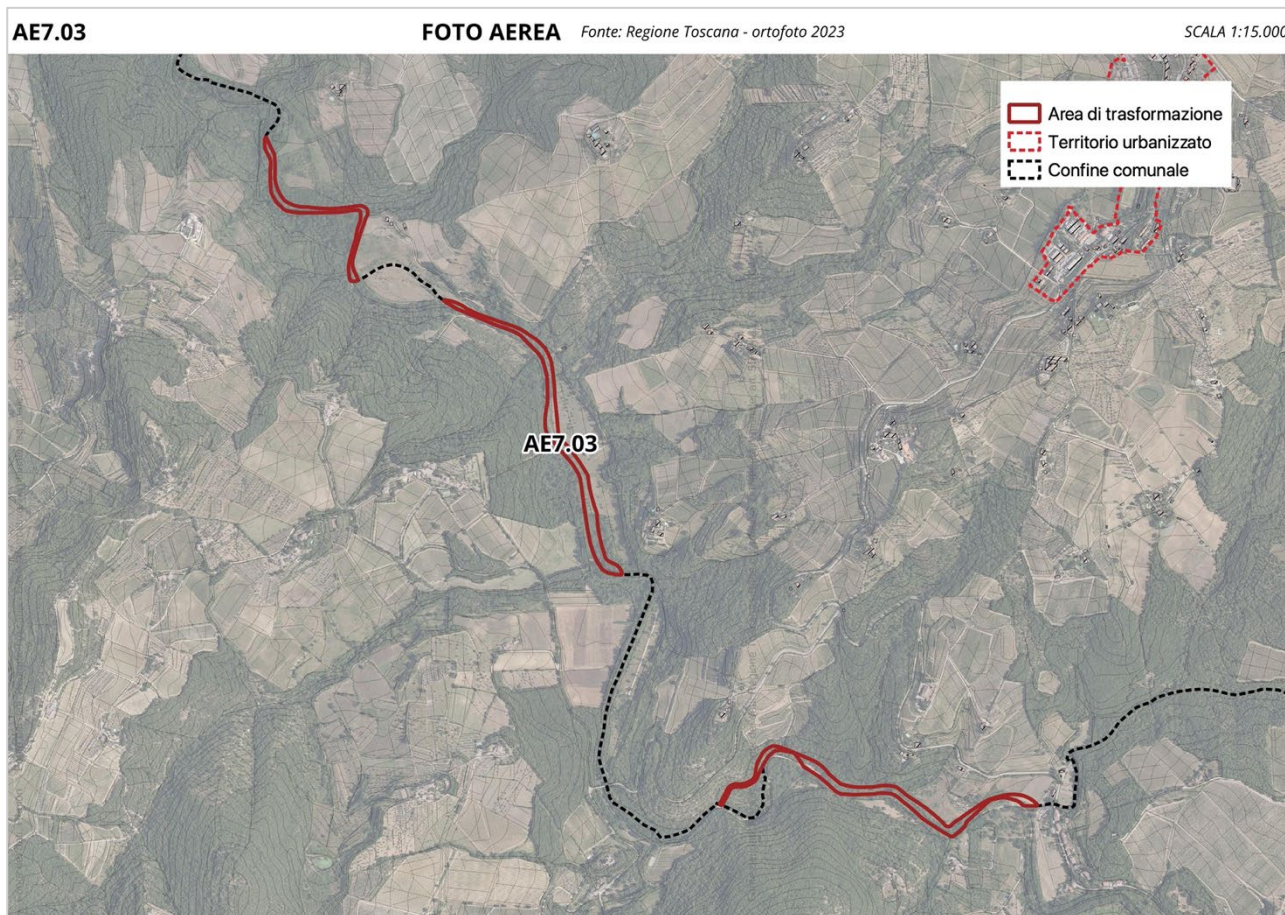 AE7.03 FOTO AEREA Fonte: Regione Toscana - ortofoto 2023 SCALA 1:15.000
Area di trasformazione
Territorio urbanizzato
Confine comunale
AE7.03